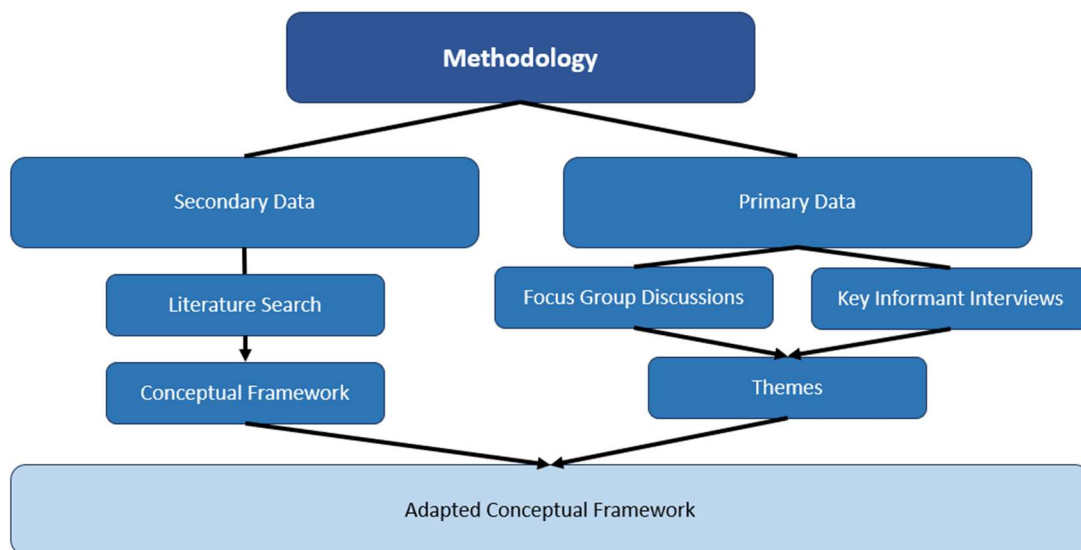 Methodology
Secondary Data
Primary Data
Literature Search
Focus Group Discussions
Key Informant Interviews
Conceptual Framework
Themes
Adapted Conceptual Framework